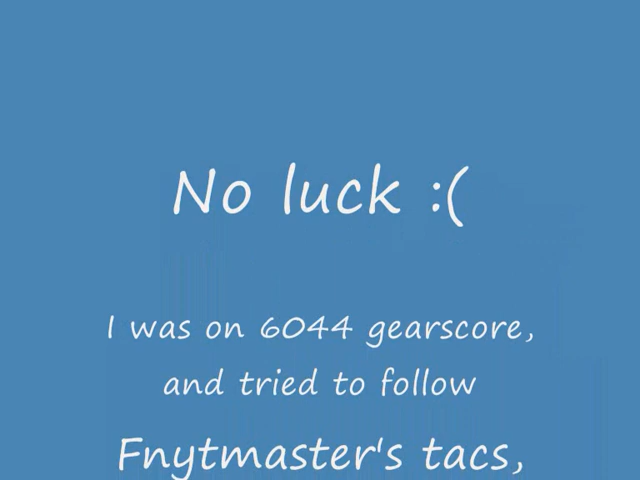 No luck :(
I was on 6044 gearscore,
and tried to follow
Fnytmaster's tacs,